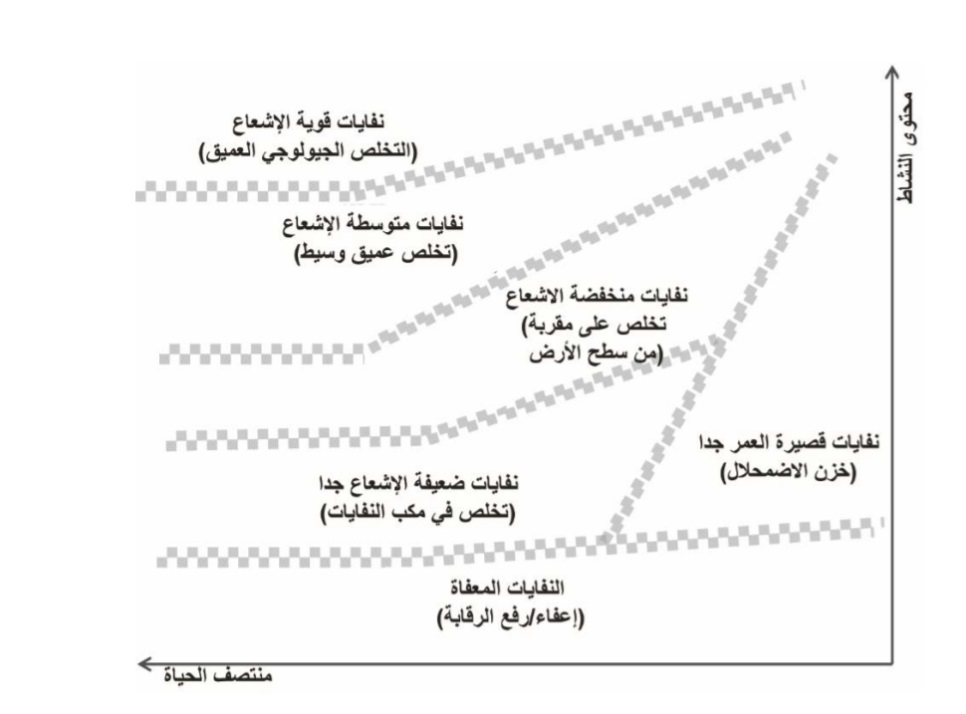 محتوى النشاط
نفايات قوية الإشعاع
(التخلص الجيولوجي العميق)
نفايات متوسطة الإشعاع
(تخلص عميق وسيط)
نفايات منخفضة الاشعاع
(تخلص على مقربة
من سطح الأرض)
نفايات قصيرة العمر جدا
(خزن الاضمحلال)
نفايات ضعيفة الإشعاع جدا
(تخلص في مكب النفايات)
النفايات المعفاة
(إعفاء/رفع الرقابة)
منتصف الحياة